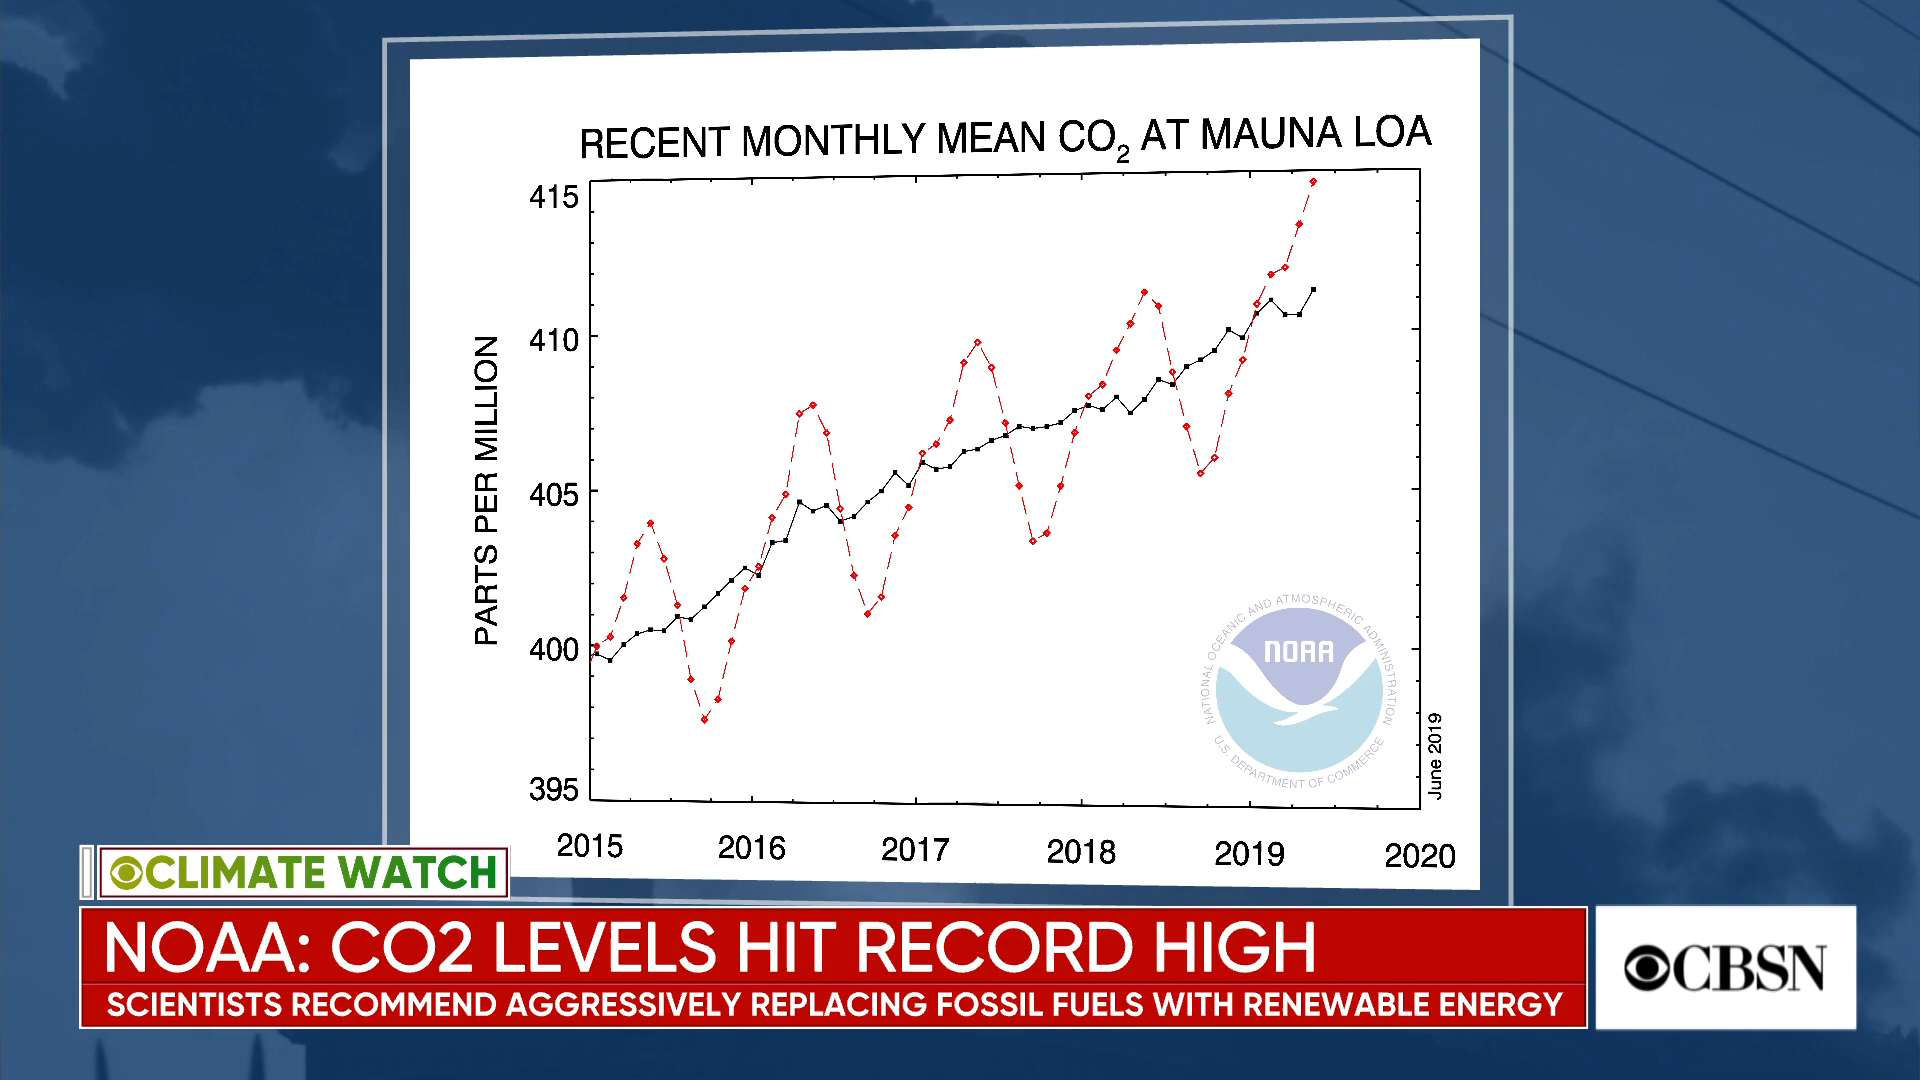 RECENT MONTHLY MEAN CO₂ AT MAUNA LOA
415
410
405
400
395
PARTS PER MILLION
2015 2016 2017 2018 2019 2020
NATIONAL OCEANIC AND ATMOSPHERIC ADMINISTRATION
NOAA
U.S. DEPARTMENT OF COMMERCE
June 2019
CLIMATE WATCH
NOAA: CO2 LEVELS HIT RECORD HIGH
SCIENTISTS RECOMMEND AGGRESSIVELY REPLACING FOSSIL FUELS WITH RENEWABLE ENERGY
CBSN